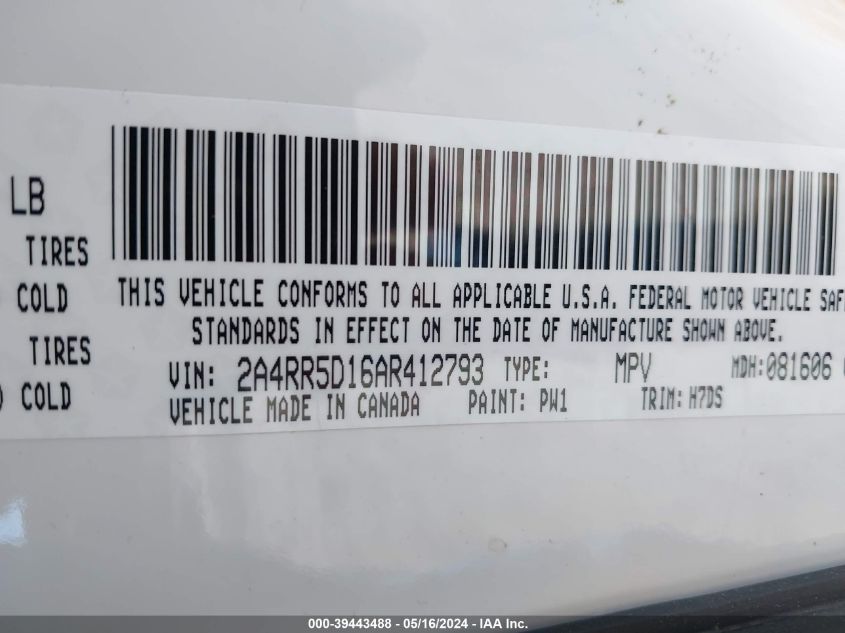 LB
TIRES
COLD
TIRES
COLD
THIS VEHICLE CONFORMS TO ALL APPLICABLE U.S.A. FEDERAL MOTOR VEHICLE SAF
STANDARDS IN EFFECT ON THE DATE OF MANUFACTURE SHOWN ABOVE.
VIN: 2A4RR5D16AR412793 TYPE: MPV MDH:081606
VEHICLE MADE IN CANADA PAINT: PW1 TRIM: H7DS
000-39443488 - 05/16/2024 - IAA Inc.